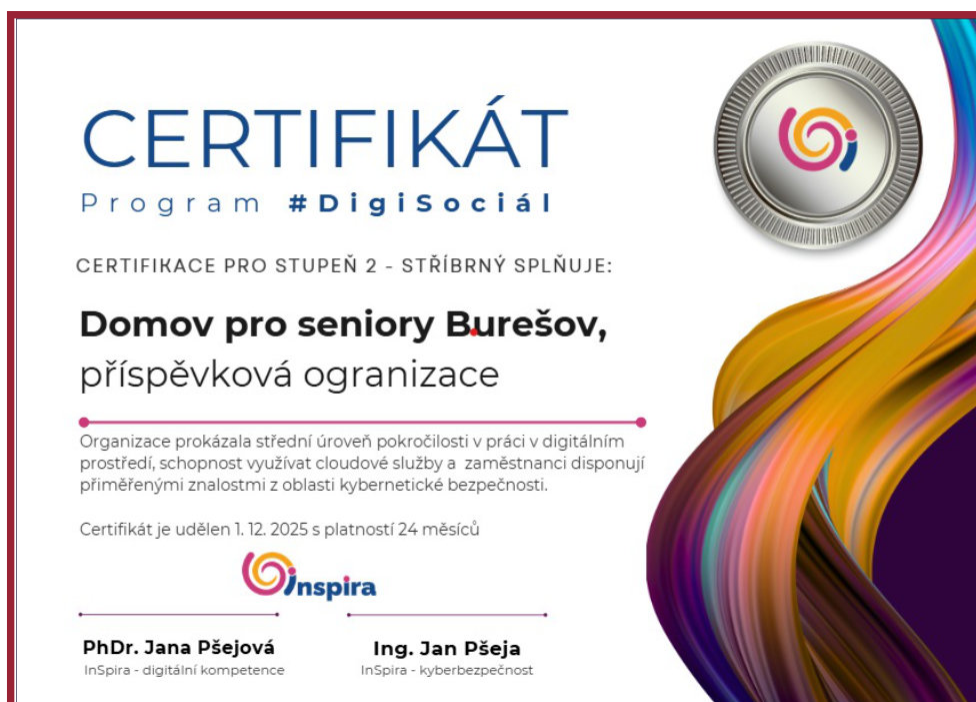 CERTIFIKÁT
Program #DigiSociál
CERTIFIKACE PRO STUPEŇ 2 - STŘÍBRNÝ SPLŇUJE:
Domov pro seniory Burešov,
příspěvková ogranizace
Organizace prokázala střední úroveň pokročilosti v práci v digitálním
prostředí, schopnost využívat cloudové služby a zaměstnanci disponují
přiměřenými znalostmi z oblasti kybernetické bezpečnosti.
Certifikát je udělen 1. 12. 2025 s platností 24 měsíců
inspira
PhDr. Jana Pšejová
InSpira - digitální kompetence
Ing. Jan Pšeja
InSpira - kyberbezpečnost